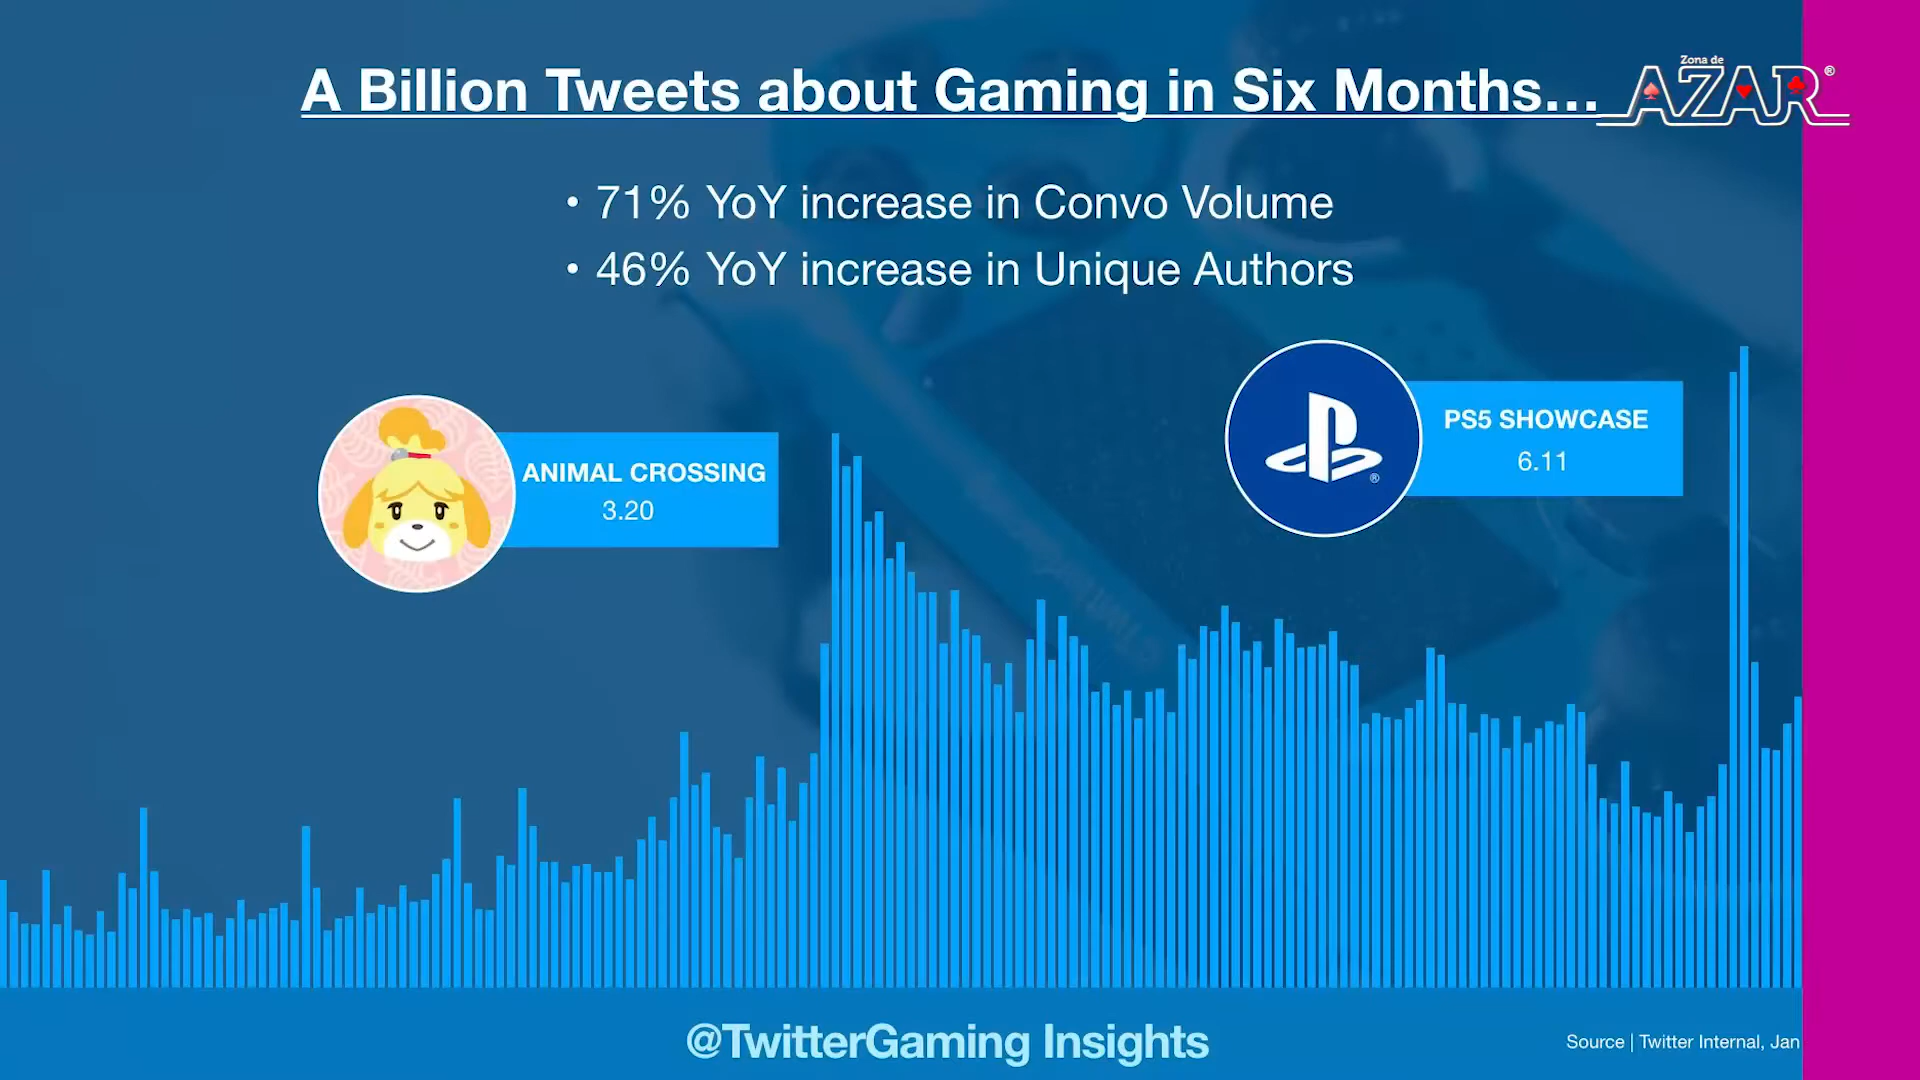 A Billion Tweets about Gaming in Six Months...
Zona de
AZAR®
• 71% YoY increase in Convo Volume
• 46% YoY increase in Unique Authors
PS5 SHOWCASE
6.11
ANIMAL CROSSING
3.20
@TwitterGaming Insights
Source | Twitter Internal, Jan